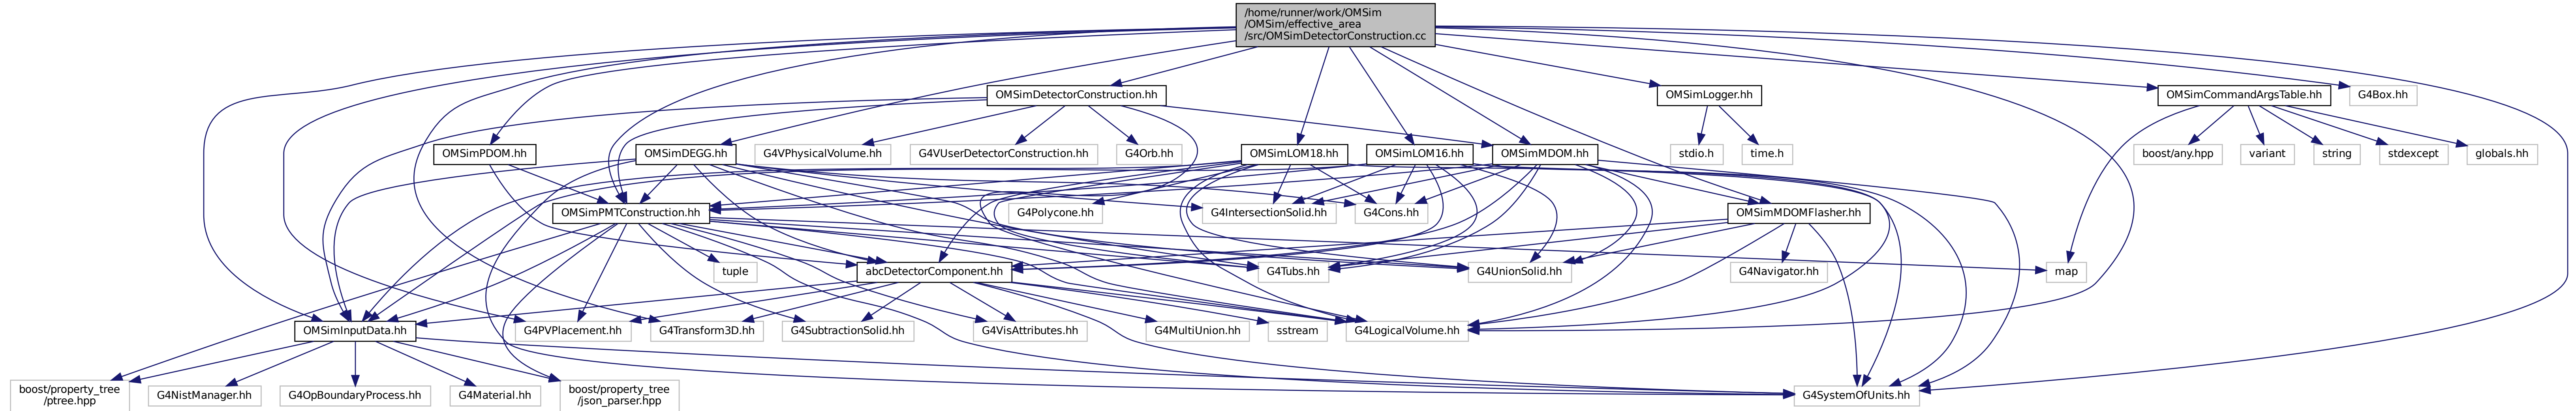 /home/runner/work/OMSim
/OMSim/effective_area
/src/OMSimDetectorConstruction.cc
OMSimDetectorConstruction.hh
OMSimLogger.hh
OMSimCommandArgsTable.hh
G4Box.hh
OMSimPDOM.hh
OMSimDEGG.hh
G4VPhysicalVolume.hh
G4VUserDetectorConstruction.hh
G4Orb.hh
OMSimLOM18.hh
OMSimLOM16.hh
OMSimMDOM.hh
stdio.h
time.h
boost/any.hpp
variant
string
stdexcept
globals.hh
OMSimPMTConstruction.hh
G4Polycone.hh
G4IntersectionSolid.hh
G4Cons.hh
OMSimMDOMFlasher.hh
tuple
abcDetectorComponent.hh
G4Tubs.hh
G4UnionSolid.hh
G4Navigator.hh
map
OMSimInputData.hh
G4PVPlacement.hh
G4Transform3D.hh
G4SubtractionSolid.hh
G4VisAttributes.hh
G4MultiUnion.hh
sstream
G4LogicalVolume.hh
boost/property_tree
/ptree.hpp
G4NistManager.hh
G4OpBoundaryProcess.hh
G4Material.hh
boost/property_tree
/json_parser.hpp
G4SystemOfUnits.hh